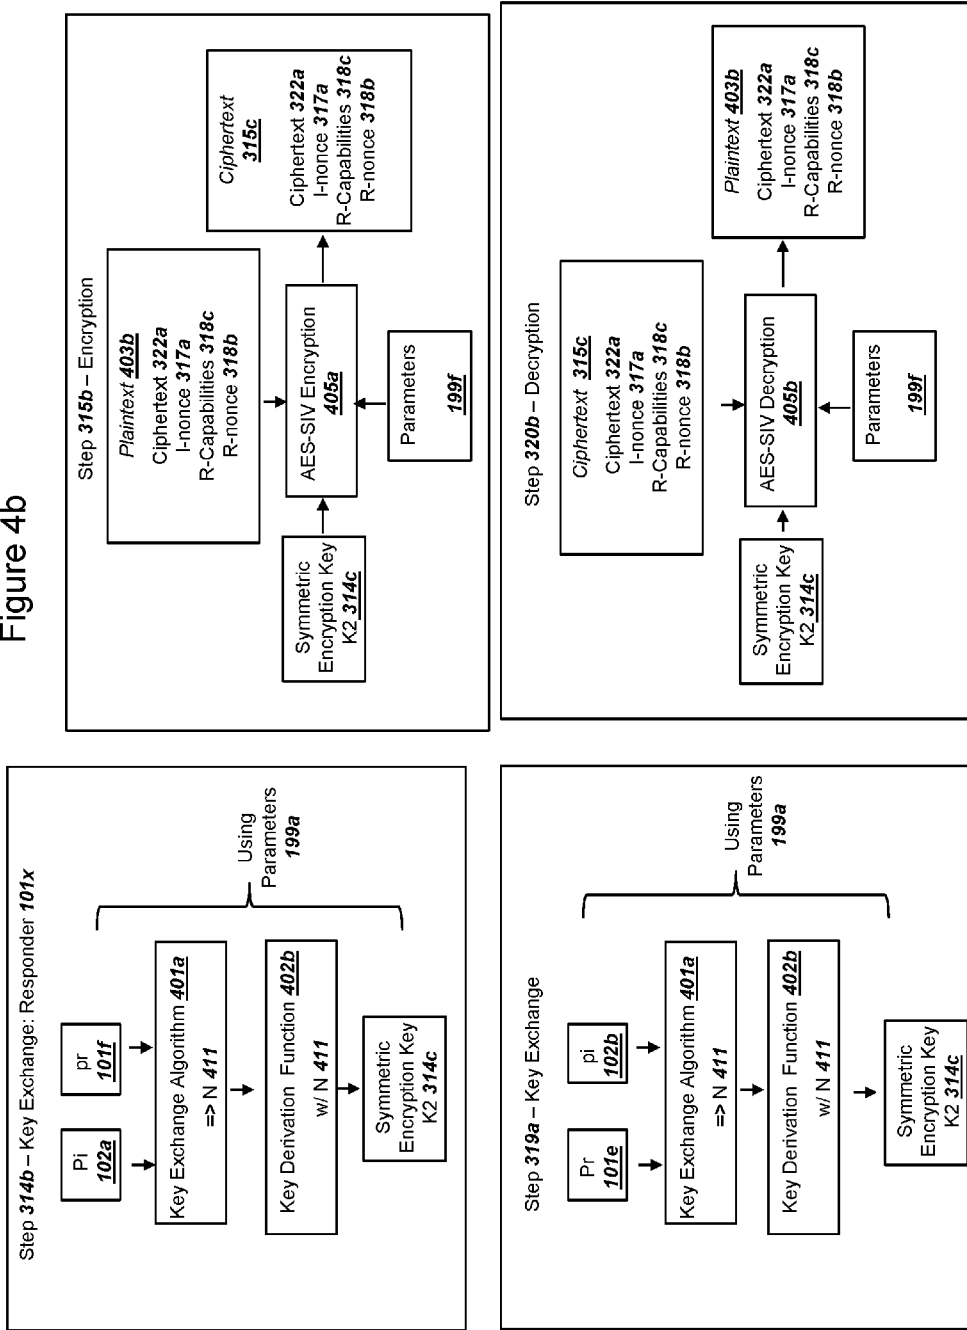 Figure 4b
Step 314b – Key Exchange: Responder 101x
Pi
102a
pr
101f
Key Exchange Algorithm 401a
=> N 411
Key Derivation Function 402b
w/ N 411
Symmetric
Encryption Key
K2 314c
Using
Parameters
199a
Step 315b – Encryption
Plaintext 403b
Ciphertext 322a
I-nonce 317a
R-Capabilities 318c
R-nonce 318b
Symmetric
Encryption Key
K2 314c
AES-SIV Encryption
405a
Parameters
199f
Ciphertext
315c
Ciphertext 322a
I-nonce 317a
R-Capabilities 318c
R-nonce 318b
Step 319a – Key Exchange
Pr
101e
pi
102b
Key Exchange Algorithm 401a
=> N 411
Key Derivation Function 402b
w/ N 411
Symmetric
Encryption Key
K2 314c
Using
Parameters
199a
Step 320b – Decryption
Ciphertext 315c
Ciphertext 322a
I-nonce 317a
R-Capabilities 318c
R-nonce 318b
Symmetric
Encryption Key
K2 314c
AES-SIV Decryption
405b
Parameters
199f
Plaintext 403b
Ciphertext 322a
I-nonce 317a
R-Capabilities 318c
R-nonce 318b